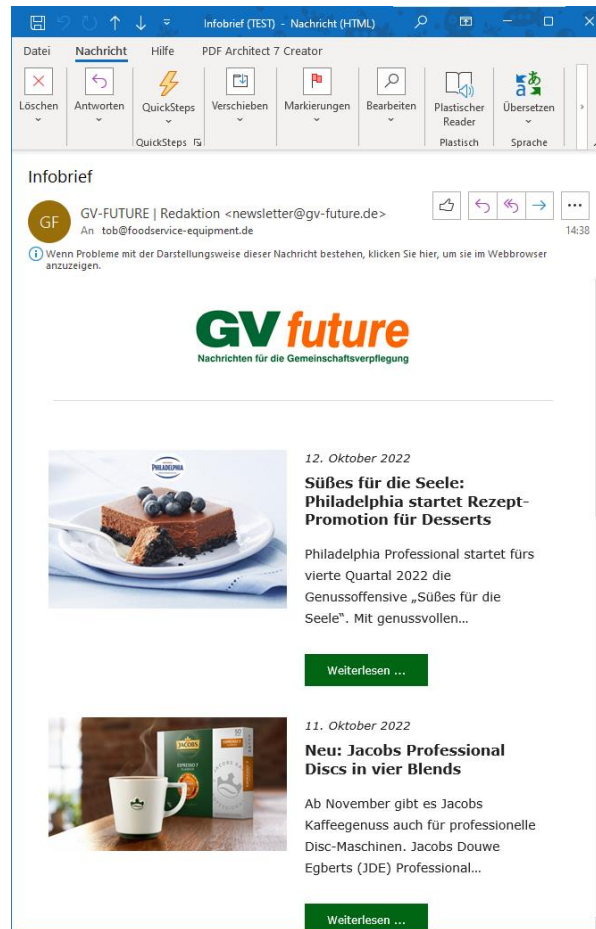 Infobrief (TEST) - Nachricht (HTML)
Datei Nachricht Hilfe PDF Architect 7 Creator
Löschen Antworten QuickSteps Verschieben Markierungen Bearbeiten Plastischer Reader Übersetzen
QuickSteps Plastisch Sprache
Infobrief
GF
GV-FUTURE | Redaktion <newsletter@gv-future.de>
An tob@foodservice-equipment.de
14:38
Wenn Probleme mit der Darstellungsweise dieser Nachricht bestehen, klicken Sie hier, um sie im Webbrowser
anzuzeigen.
GV future
Nachrichten für die Gemeinschaftsverpflegung
PHILADELPHIA
12. Oktober 2022
Süßes für die Seele:
Philadelphia startet Rezept-
Promotion für Desserts
Philadelphia Professional startet fürs
vierte Quartal 2022 die
Genussoffensive „Süßes für die
Seele“. Mit genussvollen…
Weiterlesen ...
JACOBS
11. Oktober 2022
Neu: Jacobs Professional
Discs in vier Blends
Ab November gibt es Jacobs
Kaffeegenuss auch für professionelle
Disc-Maschinen. Jacobs Douwe
Egberts (JDE) Professional…
Weiterlesen ...